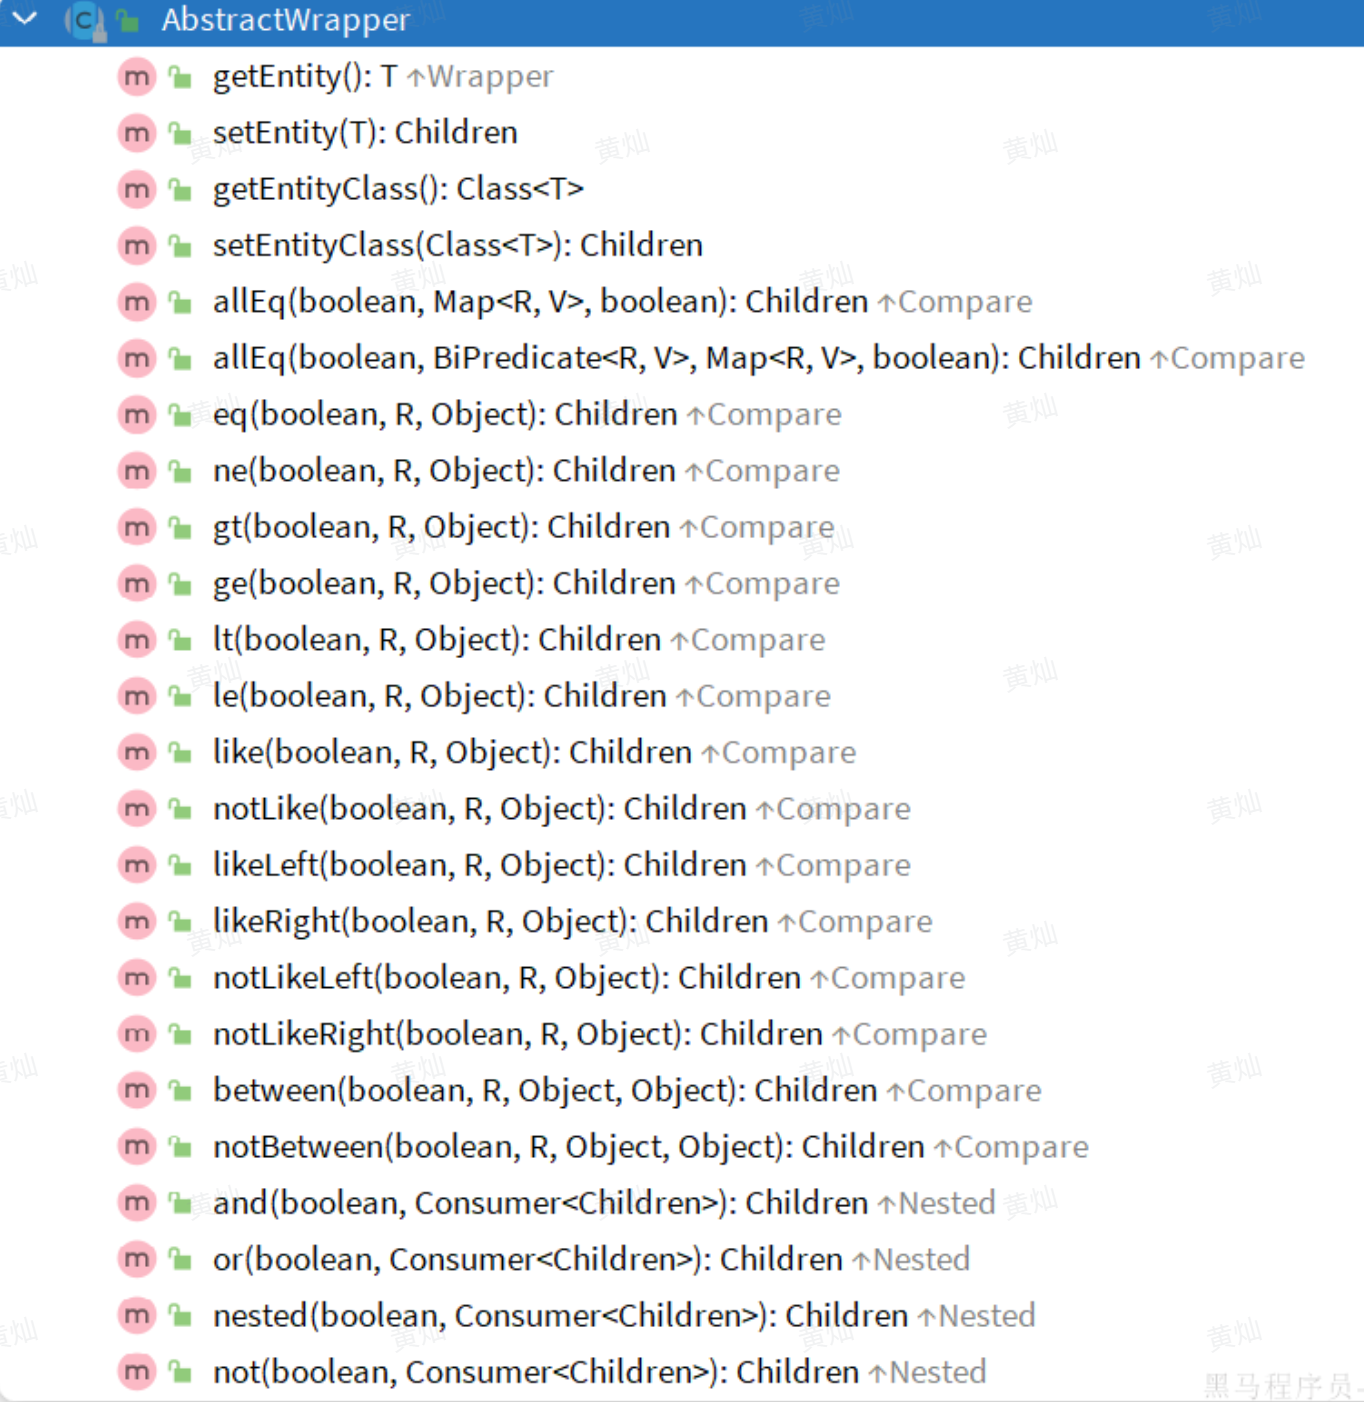 AbstractWrapper
getEntity(): T ↑Wrapper
setEntity(T): Children
getEntityClass(): Class<T>
setEntityClass(Class<T>): Children
allEq(boolean, Map<R, V>, boolean): Children ↑Compare
allEq(boolean, BiPredicate<R, V>, Map<R, V>, boolean): Children ↑Compare
eq(boolean, R, Object): Children ↑Compare
ne(boolean, R, Object): Children ↑Compare
gt(boolean, R, Object): Children ↑Compare
ge(boolean, R, Object): Children ↑Compare
lt(boolean, R, Object): Children ↑Compare
le(boolean, R, Object): Children ↑Compare
like(boolean, R, Object): Children ↑Compare
notLike(boolean, R, Object): Children ↑Compare
likeLeft(boolean, R, Object): Children ↑Compare
likeRight(boolean, R, Object): Children ↑Compare
notLikeLeft(boolean, R, Object): Children ↑Compare
notLikeRight(boolean, R, Object): Children ↑Compare
between(boolean, R, Object, Object): Children ↑Compare
notBetween(boolean, R, Object, Object): Children ↑Compare
and(boolean, Consumer<Children>): Children ↑Nested
or(boolean, Consumer<Children>): Children ↑Nested
nested(boolean, Consumer<Children>): Children ↑Nested
not(boolean, Consumer<Children>): Children ↑Nested
黑马程序员-